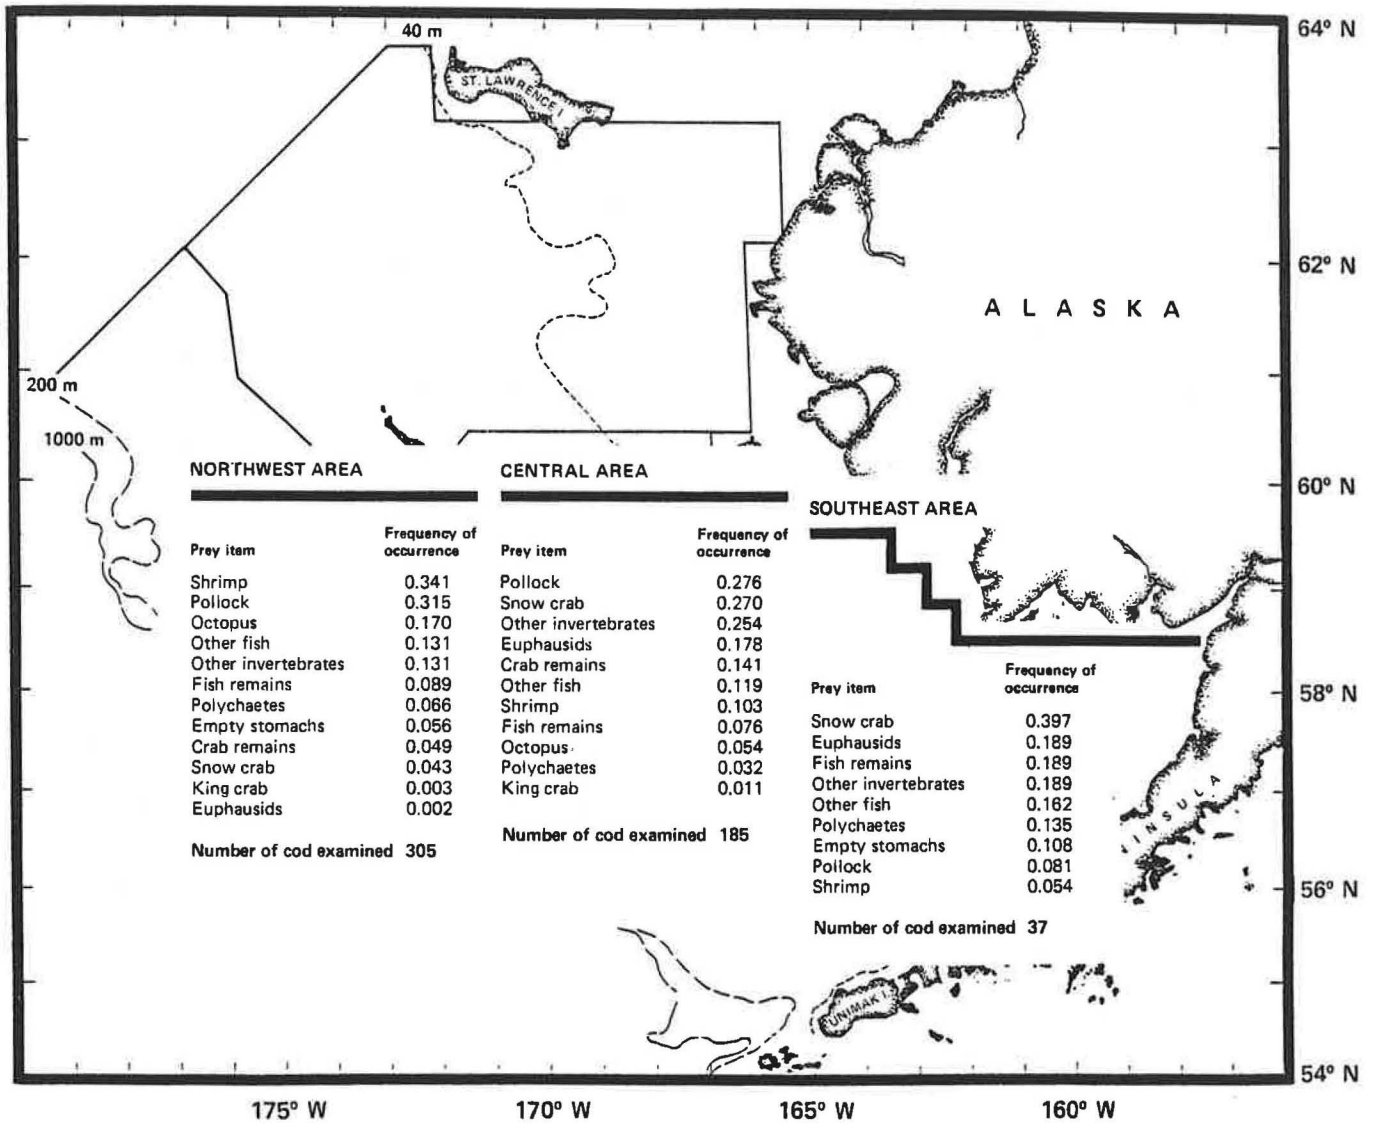 40 m
64° N
ST. LAWRENCE I
62° N
ALASKA
200 m
1000 m
60° N
NORTHWEST AREA
Prey item Frequency of occurrence
Shrimp 0.341
Pollock 0.315
Octopus 0.170
Other fish 0.131
Other invertebrates 0.131
Fish remains 0.089
Polychaetes 0.066
Empty stomachs 0.056
Crab remains 0.049
Snow crab 0.043
King crab 0.003
Euphausids 0.002
Number of cod examined 305
CENTRAL AREA
Prey item Frequency of occurrence
Pollock 0.276
Snow crab 0.270
Other invertebrates 0.254
Euphausids 0.178
Crab remains 0.141
Other fish 0.119
Shrimp 0.103
Fish remains 0.076
Octopus 0.054
Polychaetes 0.032
King crab 0.011
Number of cod examined 185
SOUTHEAST AREA
Prey item Frequency of occurrence
Snow crab 0.397
Euphausids 0.189
Fish remains 0.189
Other invertebrates 0.189
Other fish 0.162
Polychaetes 0.135
Empty stomachs 0.108
Pollock 0.081
Shrimp 0.054
Number of cod examined 37
58° N
INSULA
56° N
UNIMAK I.
54° N
175° W 170° W 165° W 160° W